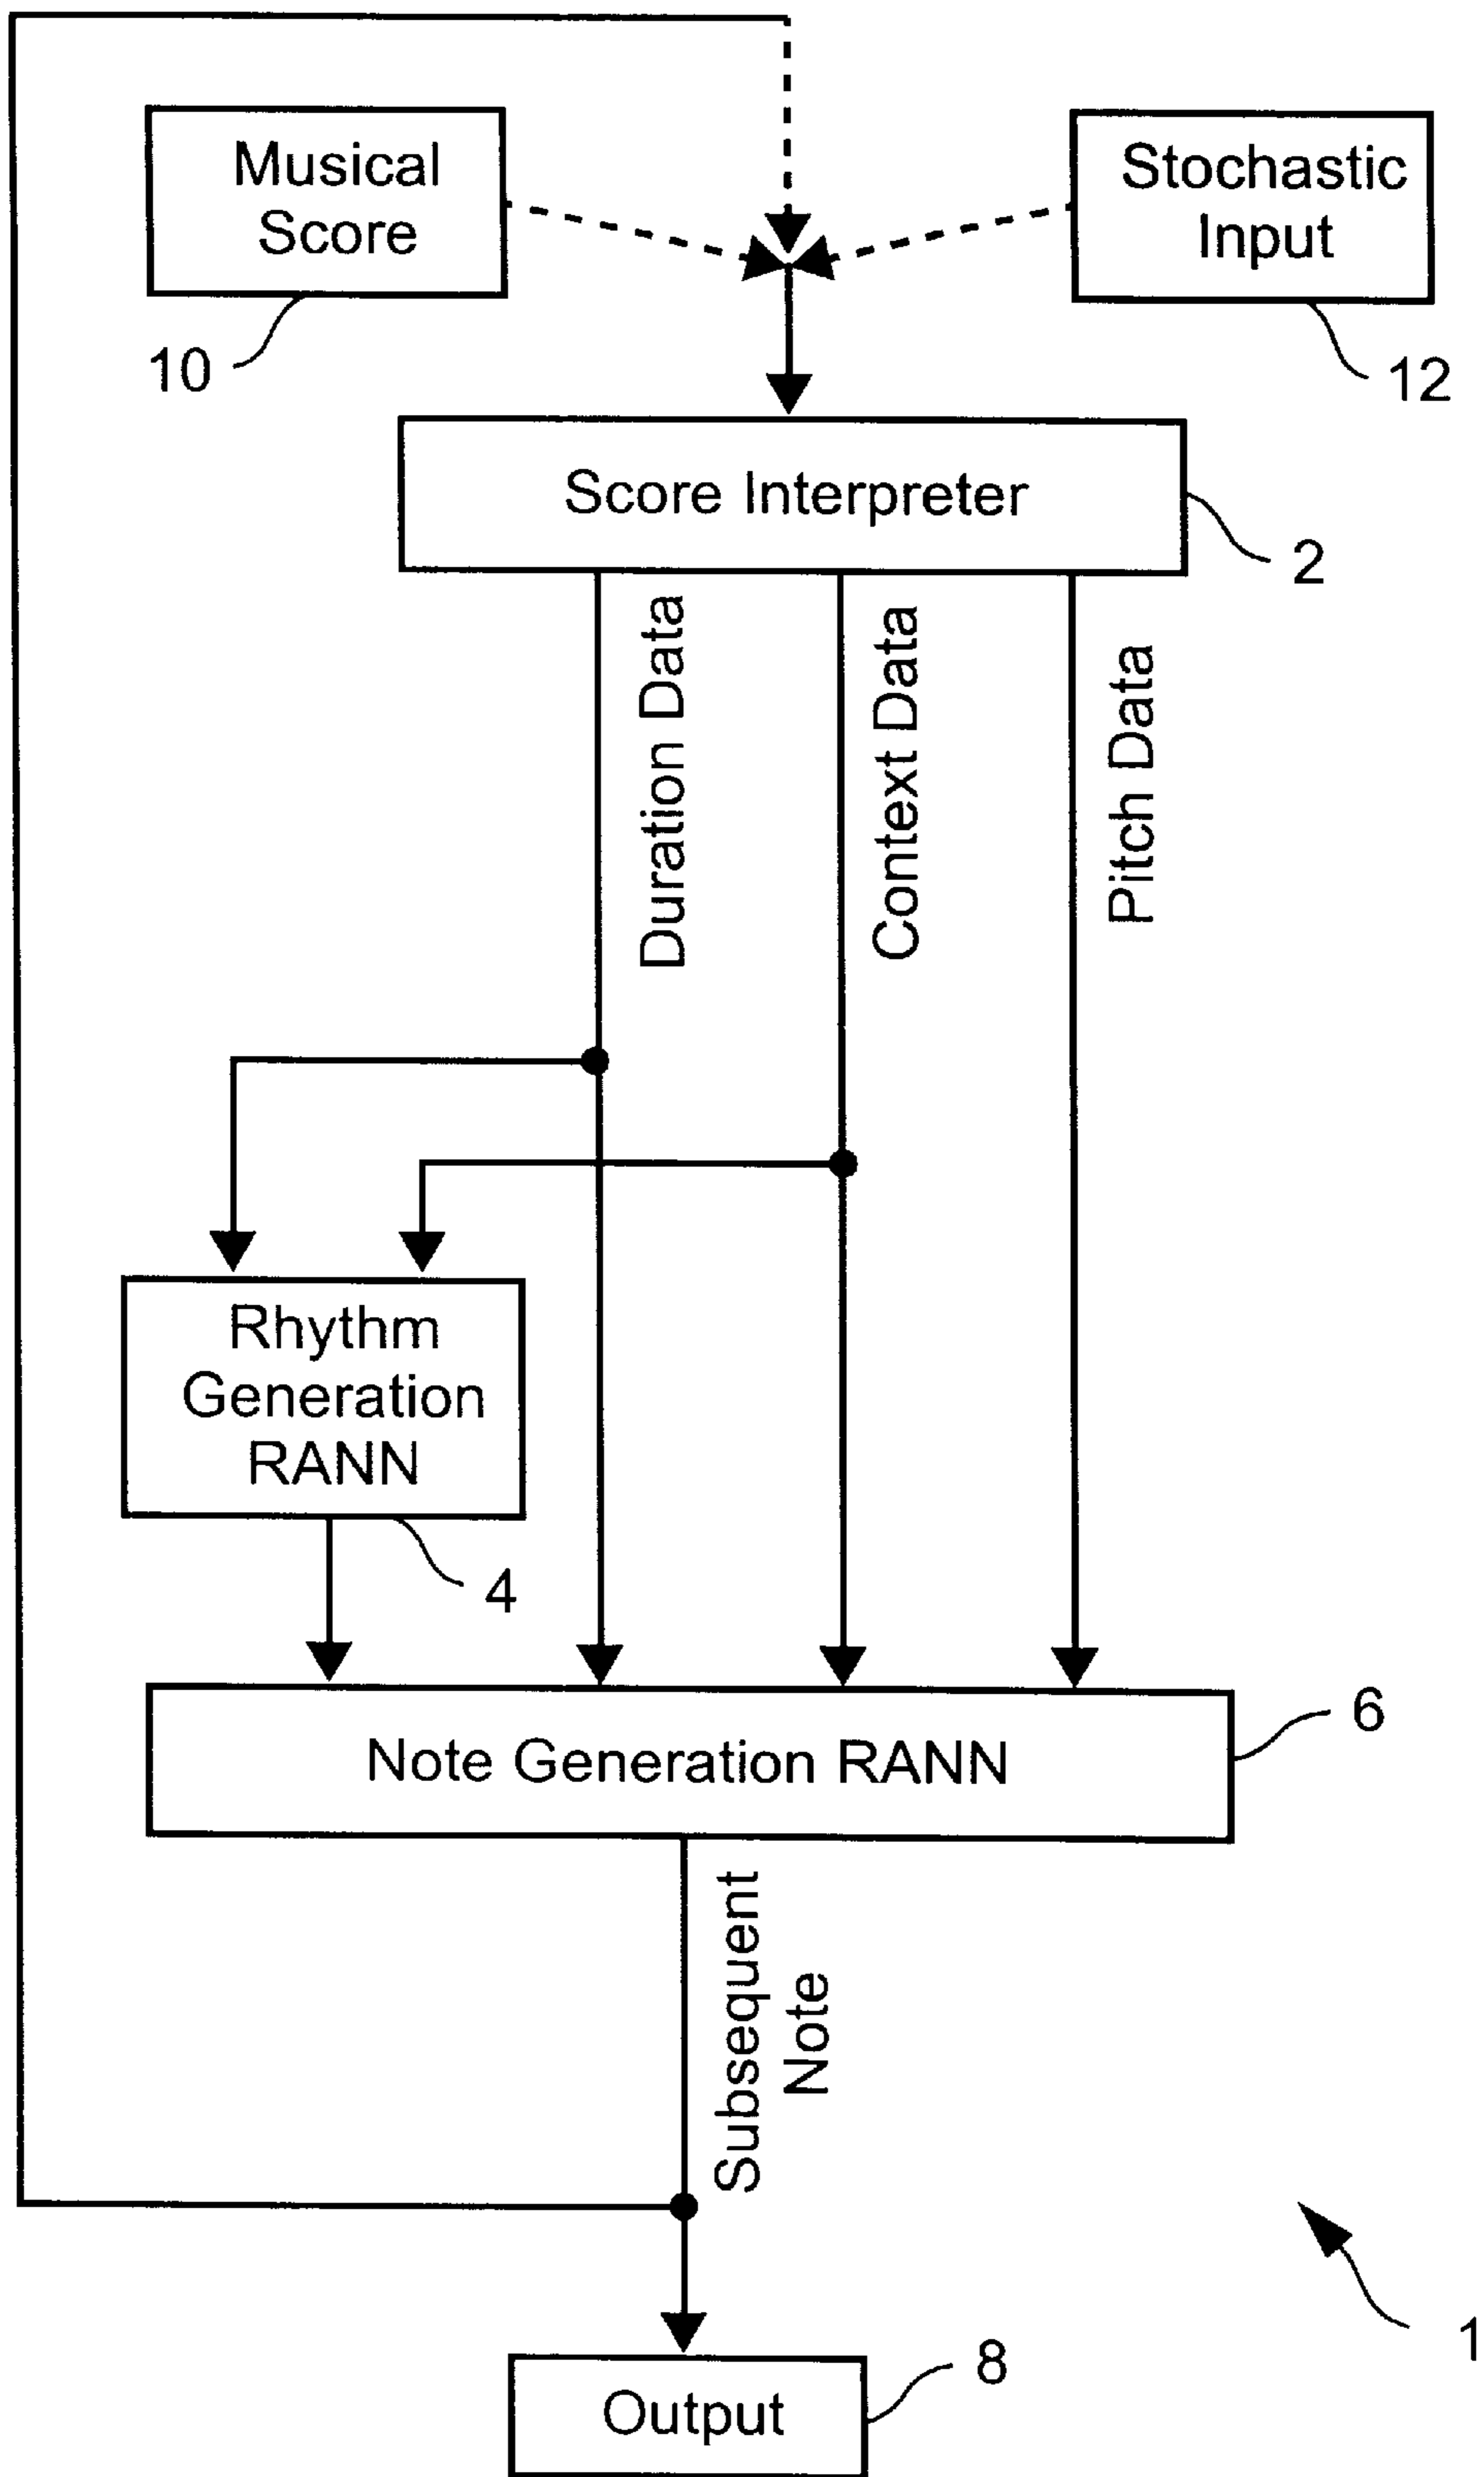 Musical
Score
10
Stochastic
Input
12
Score Interpreter
2
Duration Data
Context Data
Pitch Data
Rhythm
Generation
RANN
4
Note Generation RANN
6
Subsequent
Note
1
Output
8